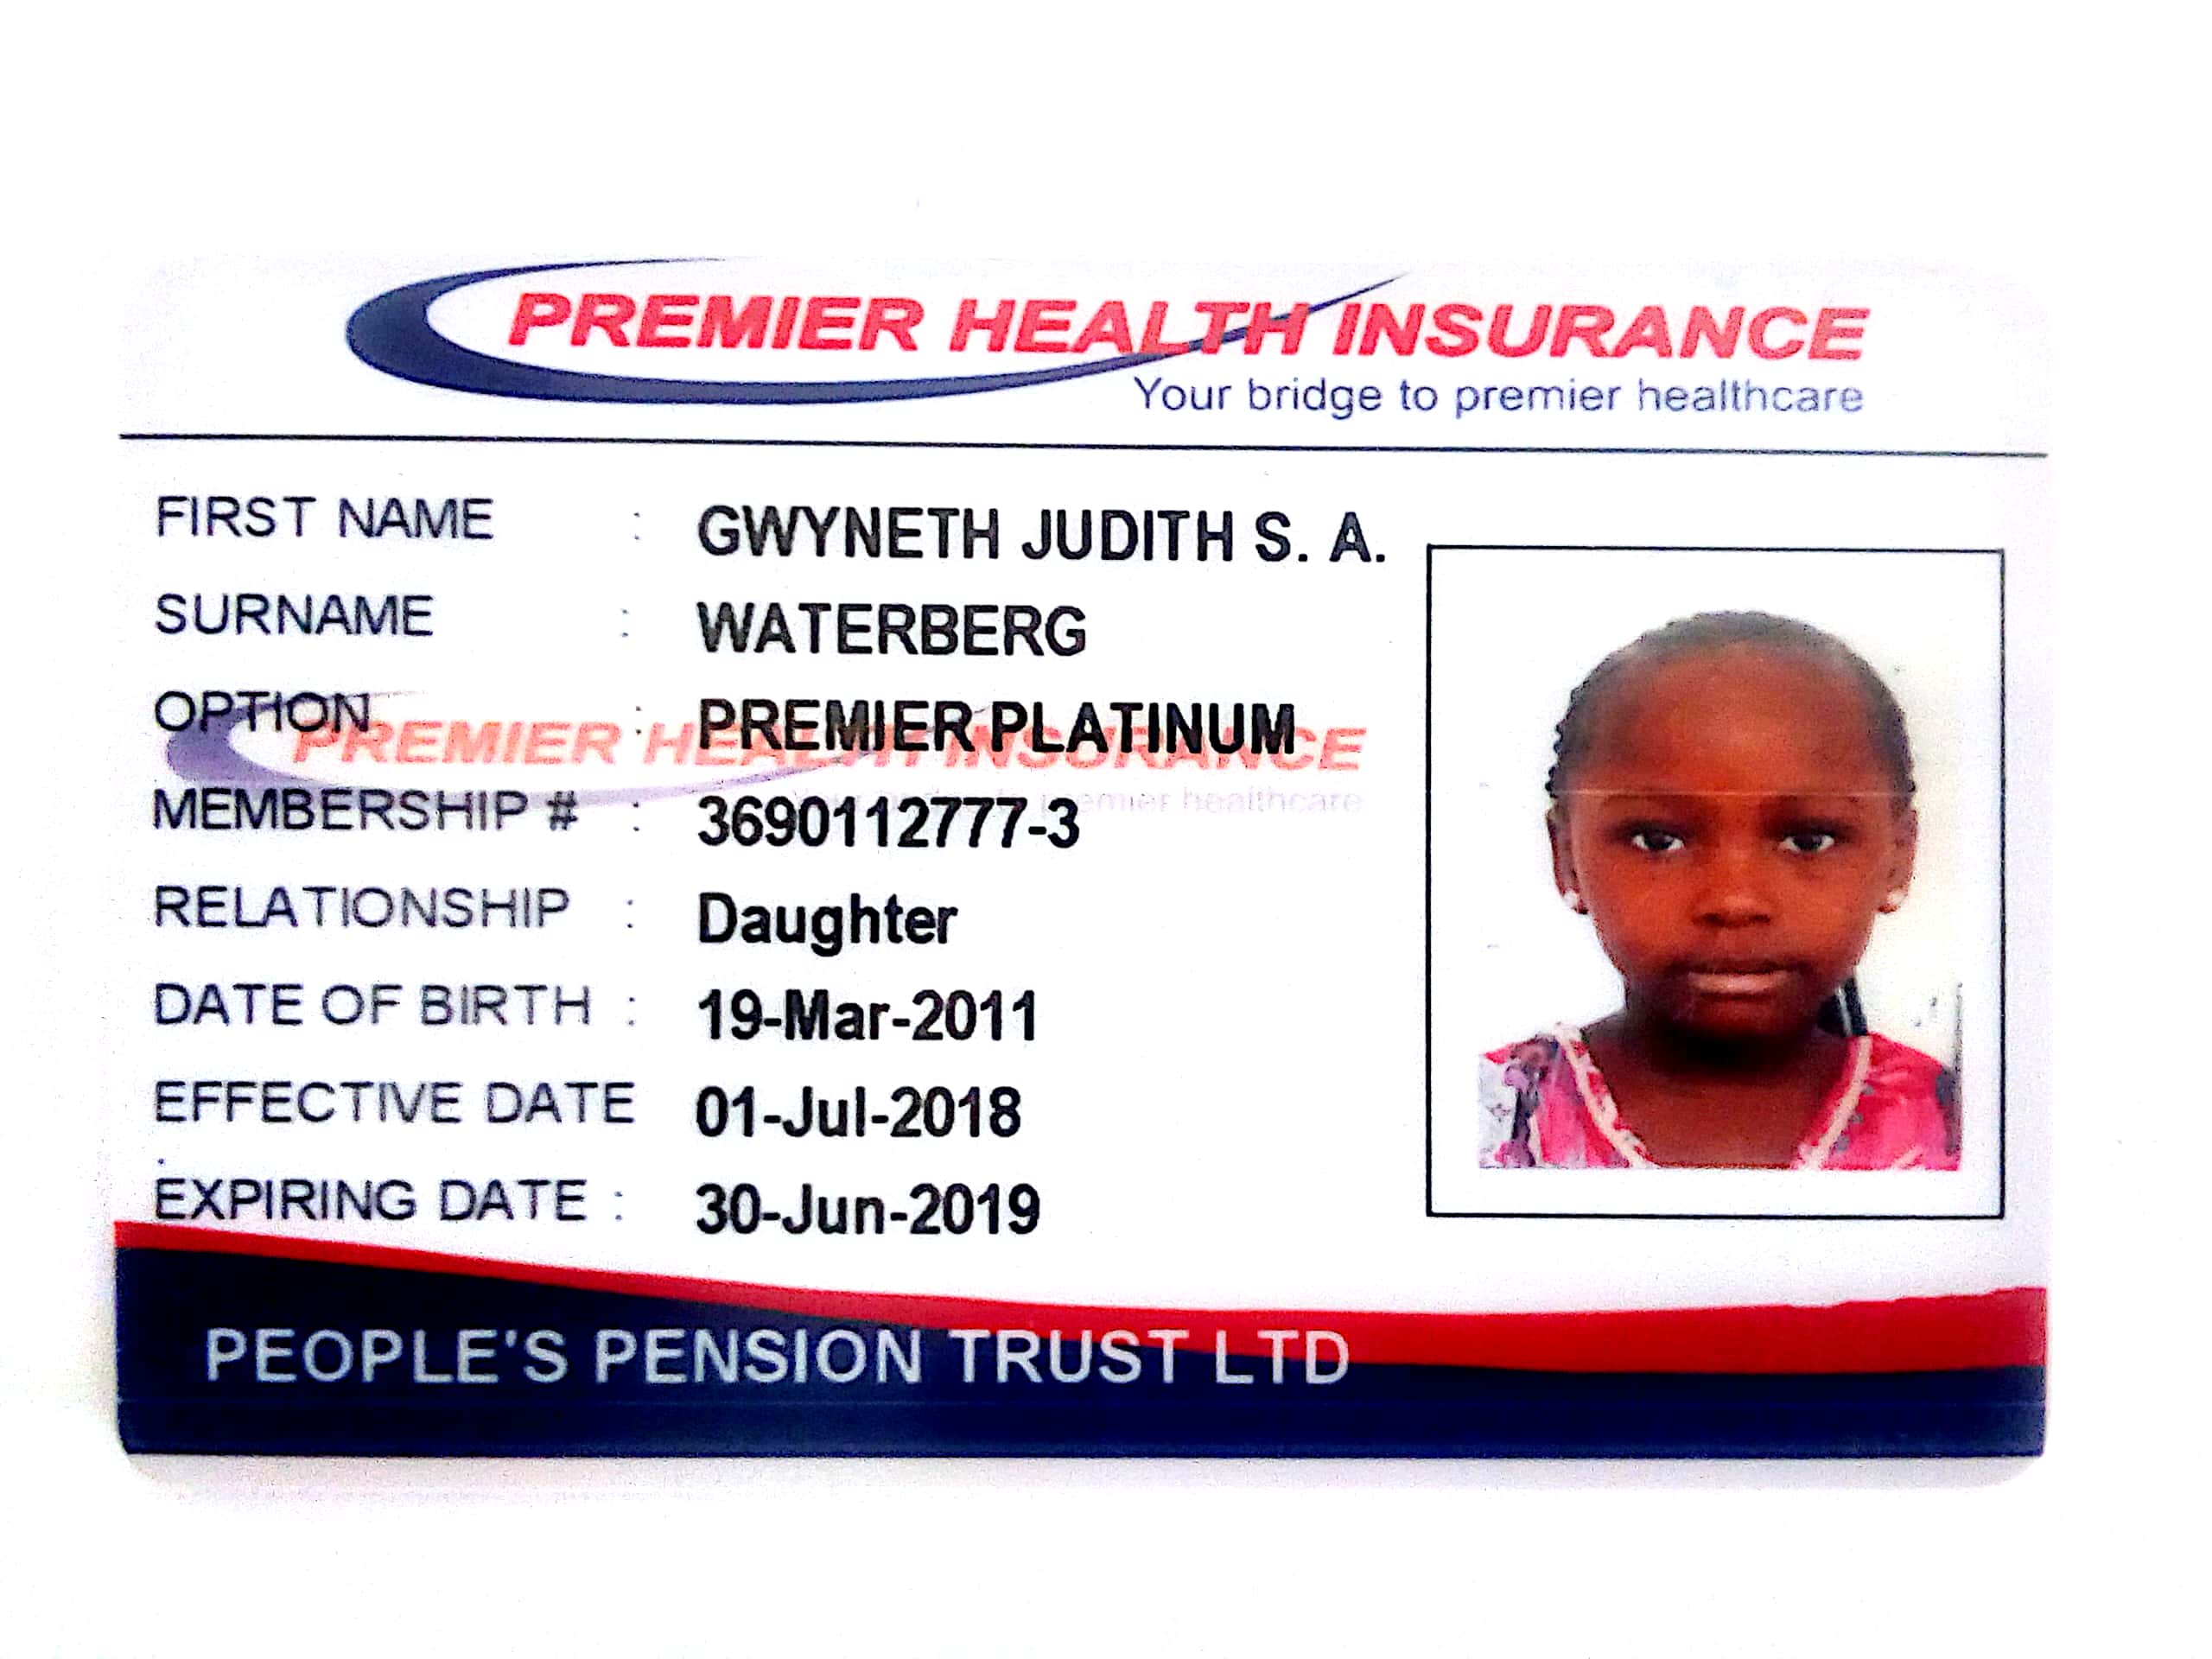 PREMIER HEALTH INSURANCE
Your bridge to premier healthcare
FIRST NAME : GWYNETH JUDITH S. A.
SURNAME : WATERBERG
OPTION : PREMIER PLATINUM
PREMIER HEALTH INSURANCE
Your bridge to premier healthcare
MEMBERSHIP # : 3690112777-3
RELATIONSHIP : Daughter
DATE OF BIRTH : 19-Mar-2011
EFFECTIVE DATE : 01-Jul-2018
EXPIRING DATE : 30-Jun-2019
PEOPLE'S PENSION TRUST LTD